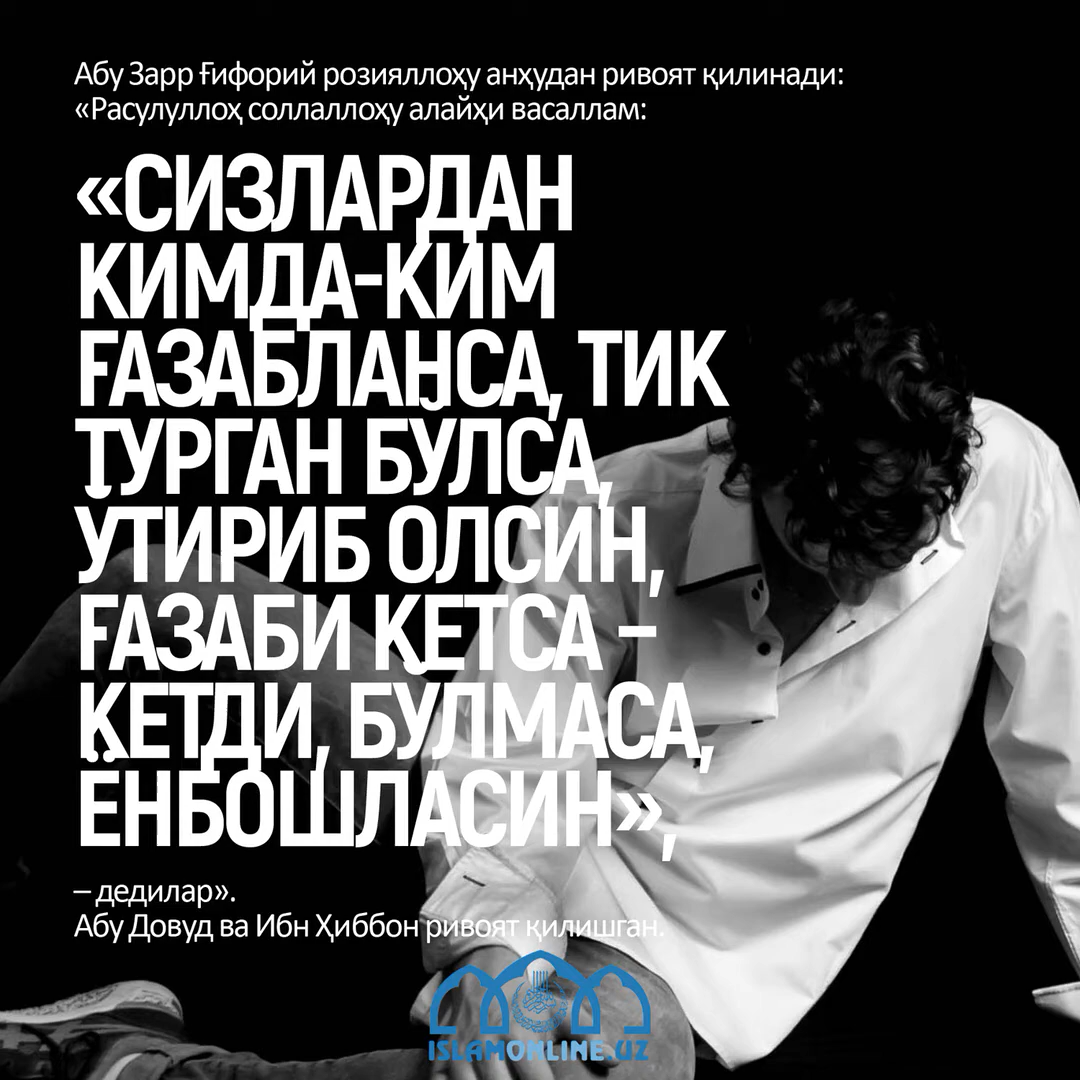 Абу Зарр Ғифорий розияллоҳу анҳудан ривоят қилинади:
«Расулуллоҳ соллаллоҳу алайҳи васаллам:
«СИЗЛАРДАН
КИМДА-КИМ
ҒАЗАБЛАНСА, ТИК
ТУРГАН БЎЛСА,
ЎТИРИБ ОЛСИН,
ҒАЗАБИ КЕТСА –
КЕТДИ, БЎЛМАСА,
ЁНБОШЛАСИН»,
– дедилар».
Абу Довуд ва Ибн Ҳиббон ривоят қилишган.
ISLAMONLINE.UZ